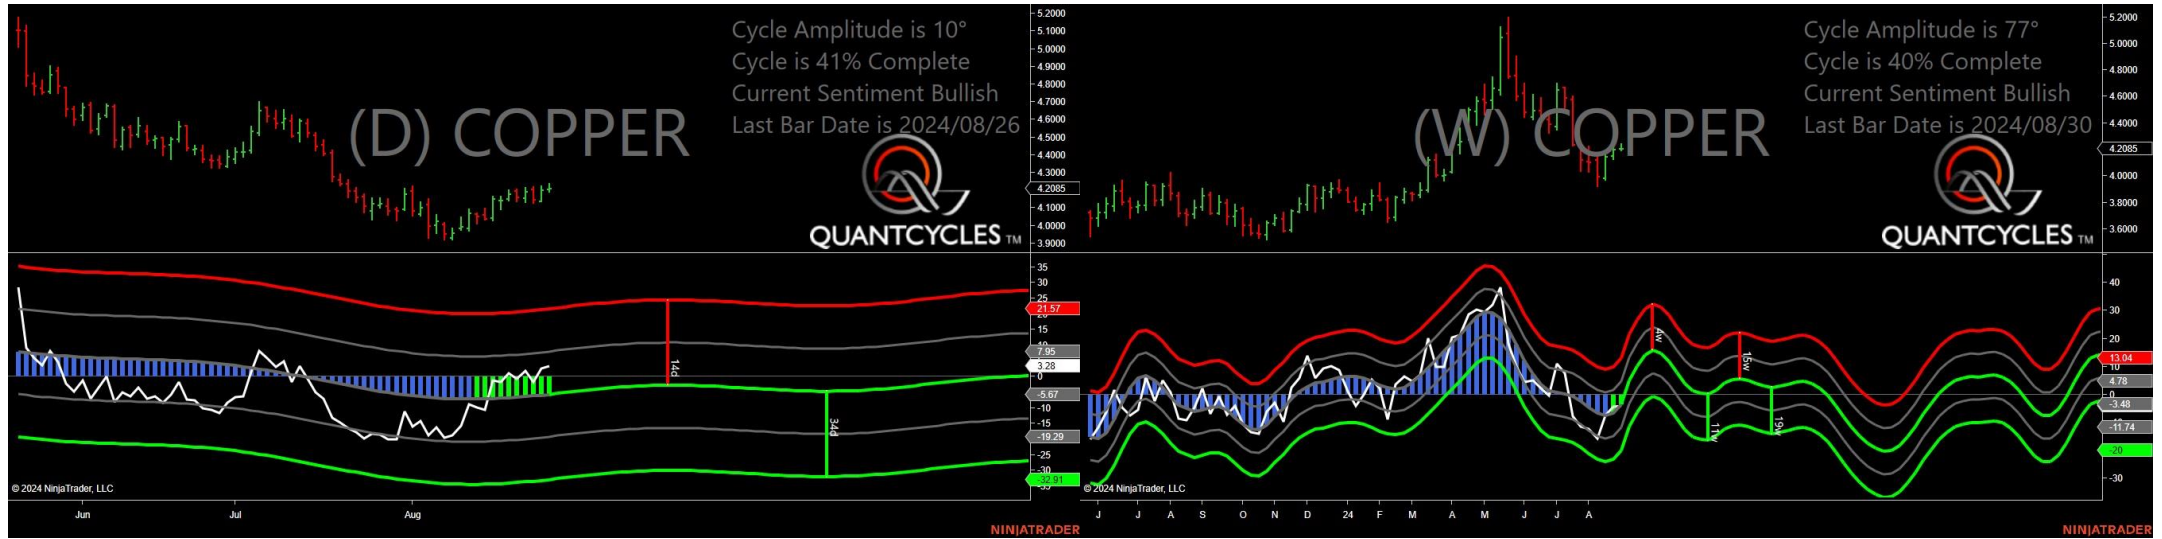 Cycle Amplitude is 10°
Cycle is 41% Complete
Current Sentiment Bullish
Last Bar Date is 2024/08/26
(D) COPPER
QUANTCYCLES TM
5.2000
5.1000
5.0000
4.9000
4.8000
4.7000
4.6000
4.5000
4.4000
4.3000
4.2085
4.1000
4.0000
3.9000
35
30
25
21.57
15
7.95
3.28
0
-5.67
-10
-15
-19.29
-25
-30
-32.91
14d
34d
© 2024 NinjaTrader, LLC
Jun Jul Aug
NINJATRADER
Cycle Amplitude is 77°
Cycle is 40% Complete
Current Sentiment Bullish
Last Bar Date is 2024/08/30
(W) COPPER
QUANTCYCLES TM
5.2000
5.0000
4.8000
4.6000
4.4000
4.2085
4.0000
3.8000
3.6000
40
30
20
13.04
10
4.78
0
-3.48
-11.74
-20
-30
4w
15w
11w
19w
© 2024 NinjaTrader, LLC
J J A S O N D 24 F M A M J J A
NINJATRADER